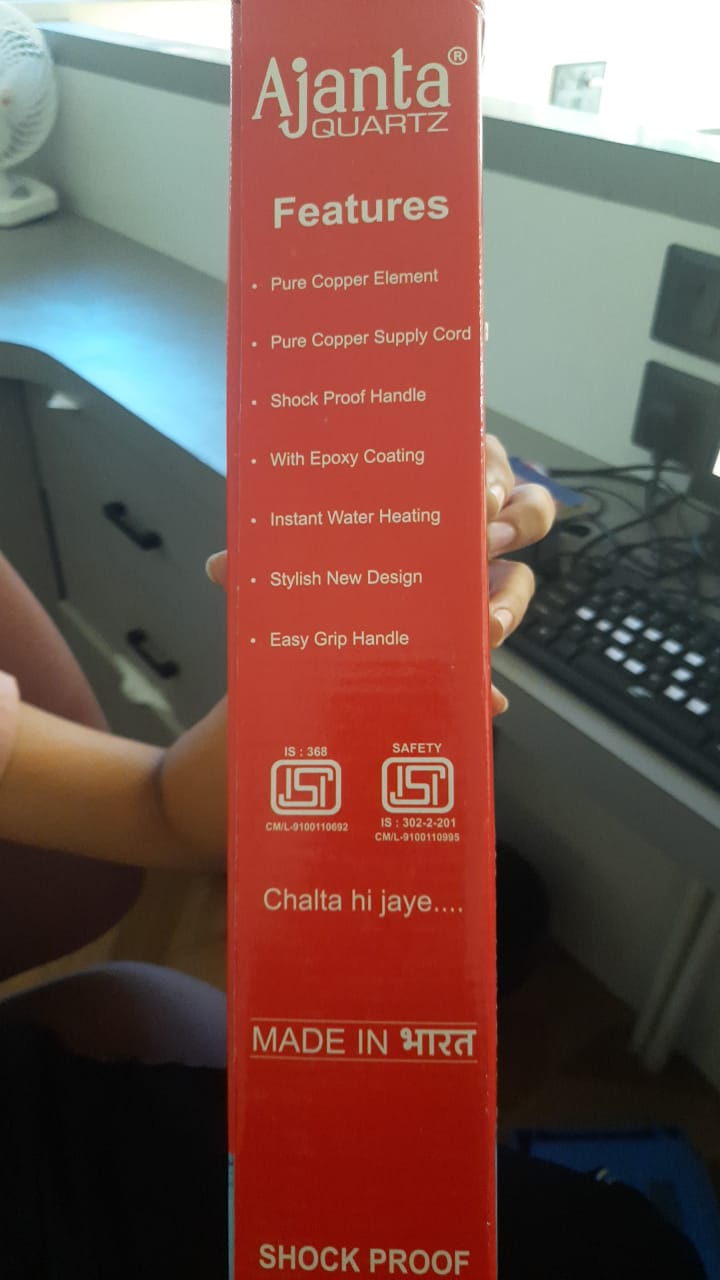 Ajanta®
QUARTZ
Features
• Pure Copper Element
• Pure Copper Supply Cord
• Shock Proof Handle
• With Epoxy Coating
• Instant Water Heating
• Stylish New Design
• Easy Grip Handle
IS : 368
ISI
CM/L-9100110692
SAFETY
ISI
IS : 302-2-201
CM/L-9100110995
Chalta hi jaye....
MADE IN भारत
SHOCK PROOF